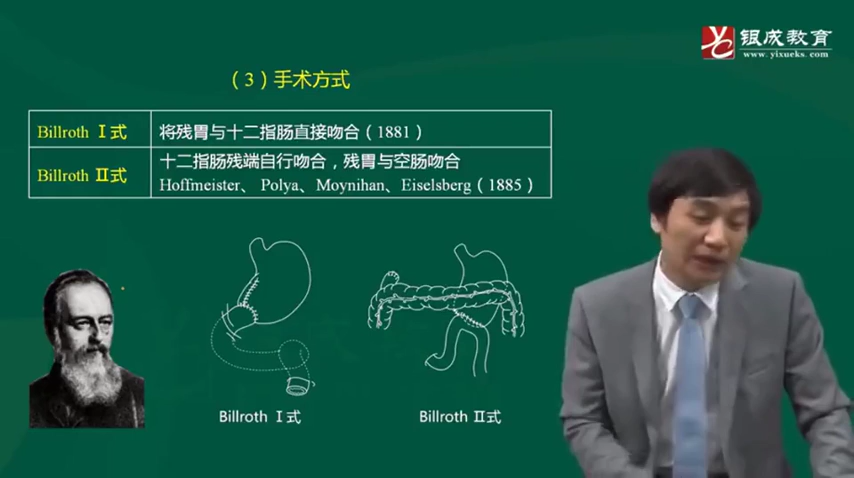 银成教育
www.yixueks.com
（3）手术方式
Billroth Ⅰ式
将残胃与十二指肠直接吻合（1881）
Billroth Ⅱ式
十二指肠残端自行吻合，残胃与空肠吻合
Hoffmeister、 Polya、Moynihan、Eiselsberg（1885）
Billroth Ⅰ式
Billroth Ⅱ式